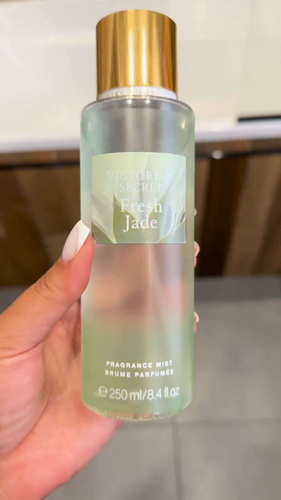 VICTORIA'S
SECRET
Fresh
Jade
FRAGRANCE MIST
BRUME PARFUMÉE
℮ 250 ml/8.4 fl oz